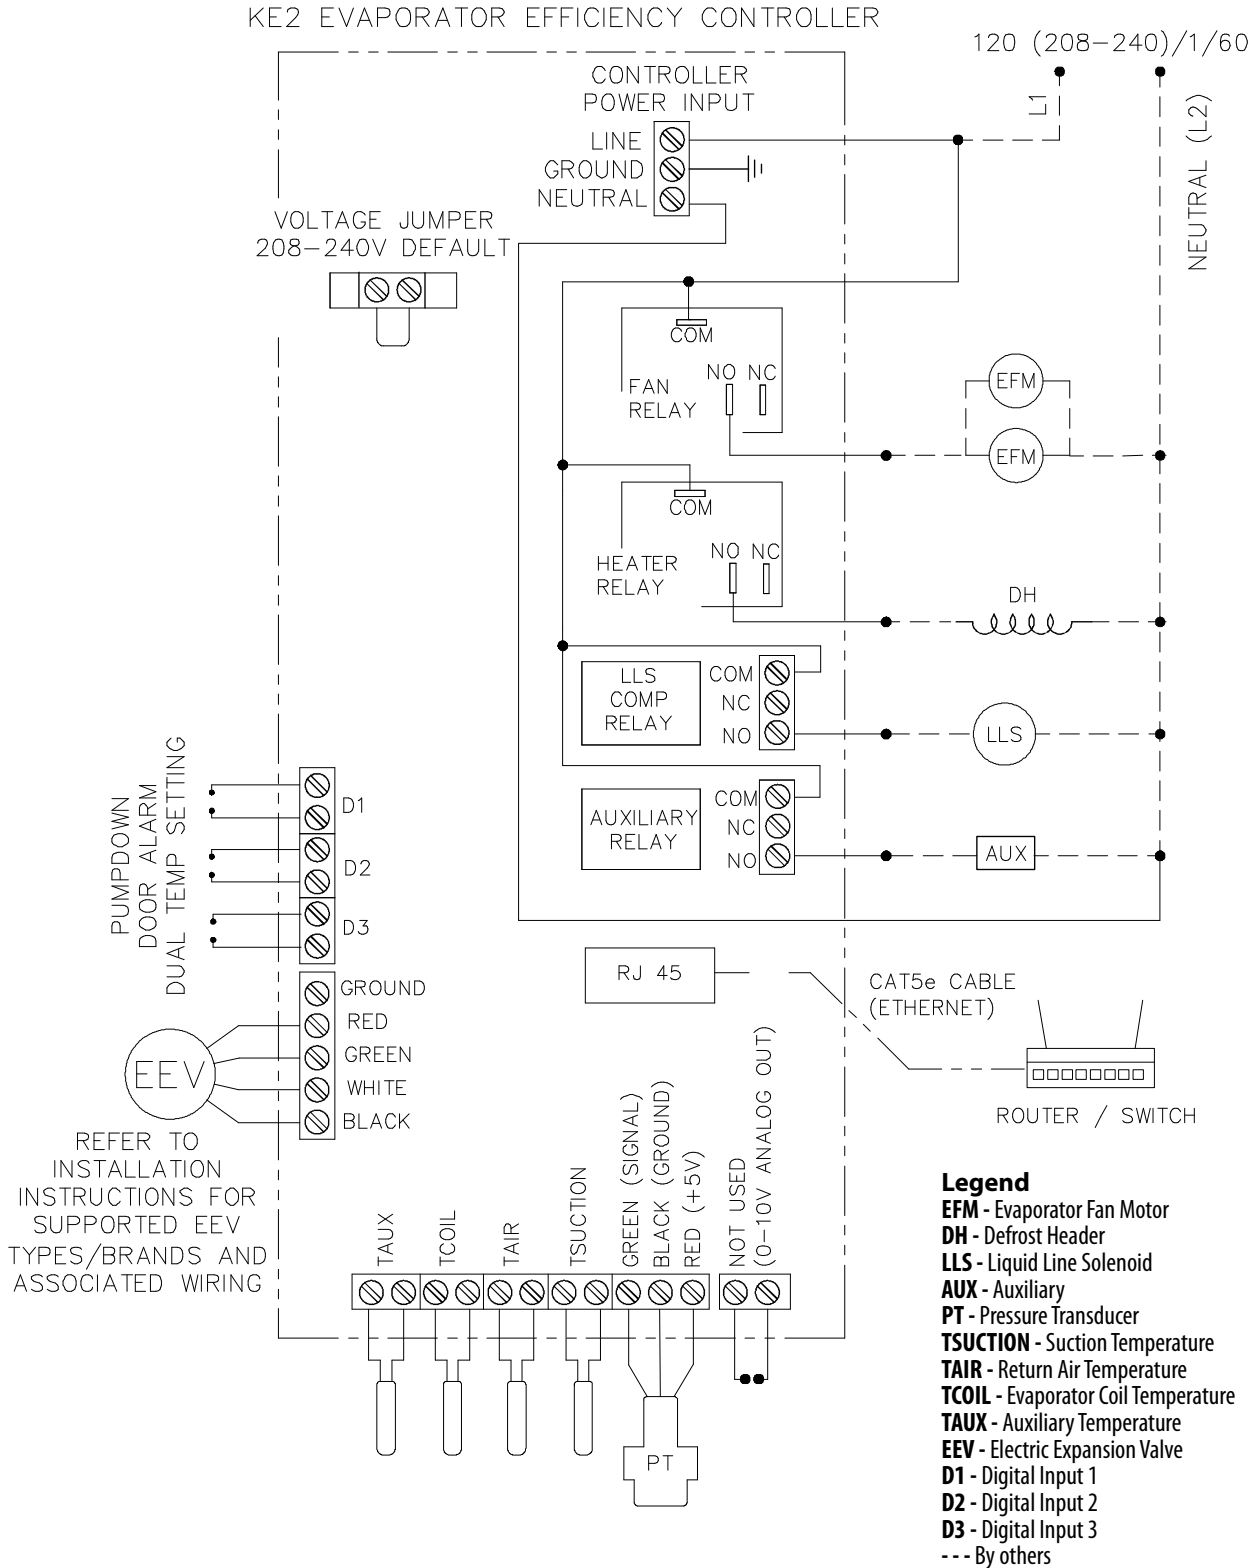 KE2 EVAPORATOR EFFICIENCY CONTROLLER
120 (208-240)/1/60
L1
NEUTRAL (L2)
CONTROLLER
POWER INPUT
LINE
GROUND
NEUTRAL
VOLTAGE JUMPER
208-240V DEFAULT
COM
NO NC
FAN
RELAY
EFM
EFM
COM
NO NC
HEATER
RELAY
DH
LLS
COMP
RELAY
COM
NC
NO
LLS
AUXILIARY
RELAY
COM
NC
NO
AUX
PUMPDOWN
DOOR ALARM
DUAL TEMP SETTING
D1
D2
D3
GROUND
RED
GREEN
WHITE
BLACK
EEV
REFER TO
INSTALLATION
INSTRUCTIONS FOR
SUPPORTED EEV
TYPES/BRANDS AND
ASSOCIATED WIRING
RJ 45
CAT5e CABLE
(ETHERNET)
ROUTER / SWITCH
TAUX
TCOIL
TAIR
TSUCTION
GREEN (SIGNAL)
BLACK (GROUND)
RED (+5V)
NOT USED
(0-10V ANALOG OUT)
PT
Legend
EFM - Evaporator Fan Motor
DH - Defrost Header
LLS - Liquid Line Solenoid
AUX - Auxiliary
PT - Pressure Transducer
TSUCTION - Suction Temperature
TAIR - Return Air Temperature
TCOIL - Evaporator Coil Temperature
TAUX - Auxiliary Temperature
EEV - Electric Expansion Valve
D1 - Digital Input 1
D2 - Digital Input 2
D3 - Digital Input 3
- - - By others